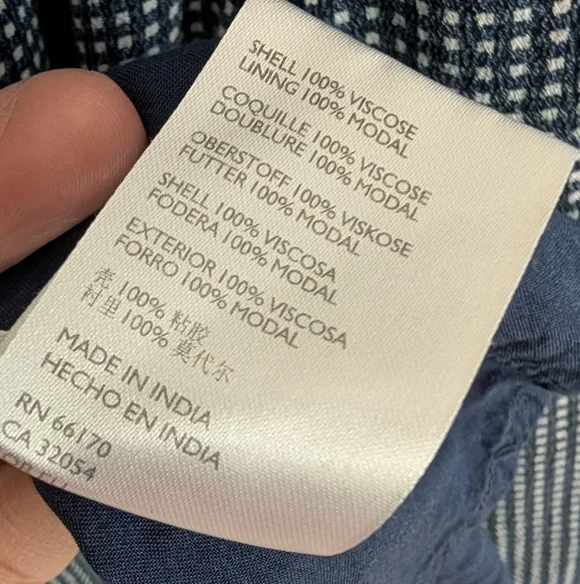 SHELL 100% VISCOSE
LINING 100% MODAL
COQUILLE 100% VISCOSE
DOUBLURE 100% MODAL
OBERSTOFF 100% VISKOSE
FUTTER 100% MODAL
SHELL 100% VISCOSA
FODERA 100% MODAL
EXTERIOR 100% VISCOSA
FORRO 100% MODAL
壳 100% 粘胶
衬里 100% 莫代尔
MADE IN INDIA
HECHO EN INDIA
RN 66170
CA 32054